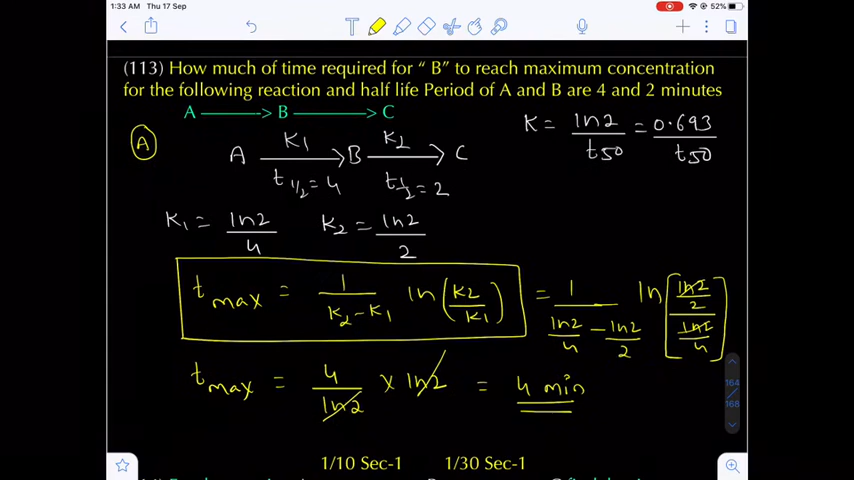 1:33 AM Thu 17 Sep
52%
(113) How much of time required for “ B” to reach maximum concentration
for the following reaction and half life Period of A and B are 4 and 2 minutes
A ————-> B —————-> C
K = ln2/t50 = 0.693/t50
A
A —K1→ B —K2→ C
t1/2 = 4 t1/2 = 2
K1 = ln2/4 K2 = ln2/2
tmax = 1/(K2-K1) ln(K2/K1) = 1/(ln2/4 - ln2/2) ln[(ln2/2)/(ln2/4)]
tmax = 4/ln2 × ln2 = 4 min
164
168
1/10 Sec-1 1/30 Sec-1